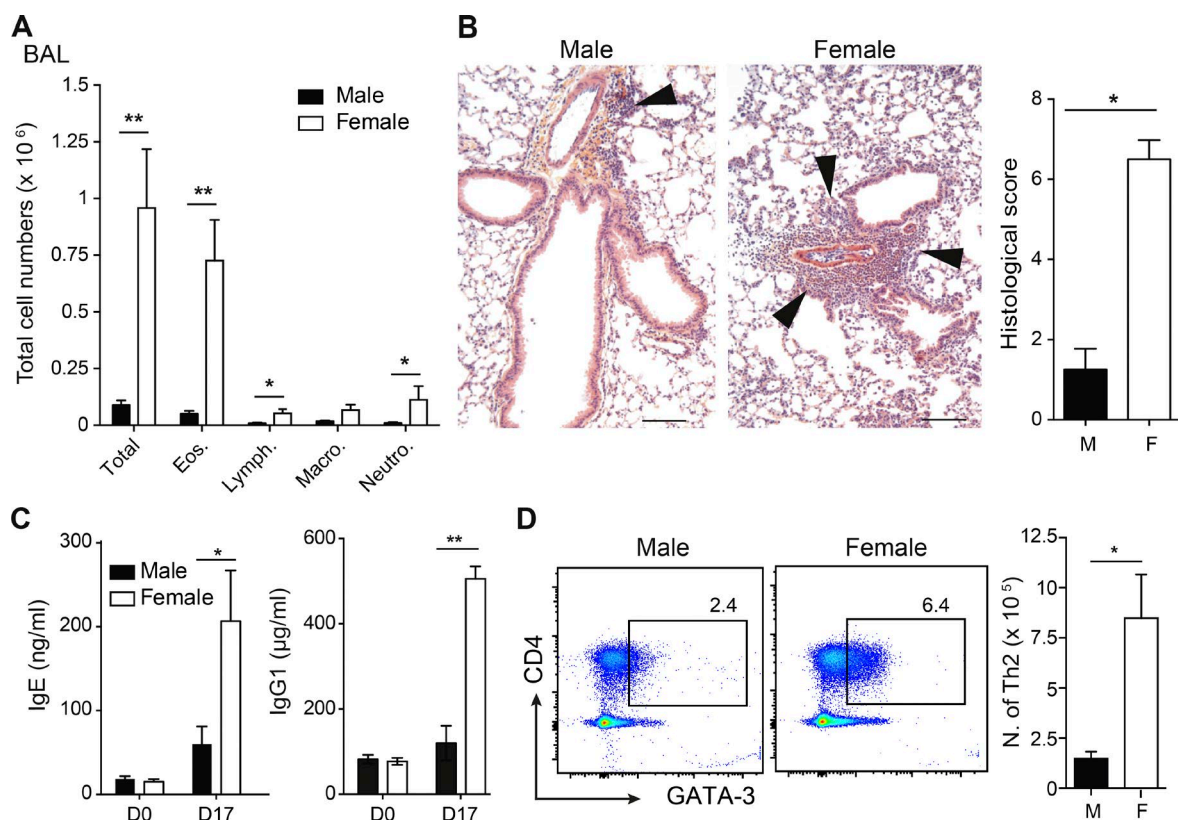 A
BAL
Total cell numbers (x 10 6)
1.5
1.25
1
0.75
0.5
0.25
0
Male
Female
**
**
*
*
Total
Eos.
Lymph.
Macro.
Neutro.
B
Male
Female
Histological score
8
6
4
2
0
*
M
F
C
IgE (ng/ml)
300
200
100
0
Male
Female
*
D0
D17
IgG1 (µg/ml)
600
400
200
0
**
D0
D17
D
Male
Female
2.4
6.4
CD4
GATA-3
N. of Th2 (x 10 5)
12.5
10
7.5
5
2.5
0
*
M
F